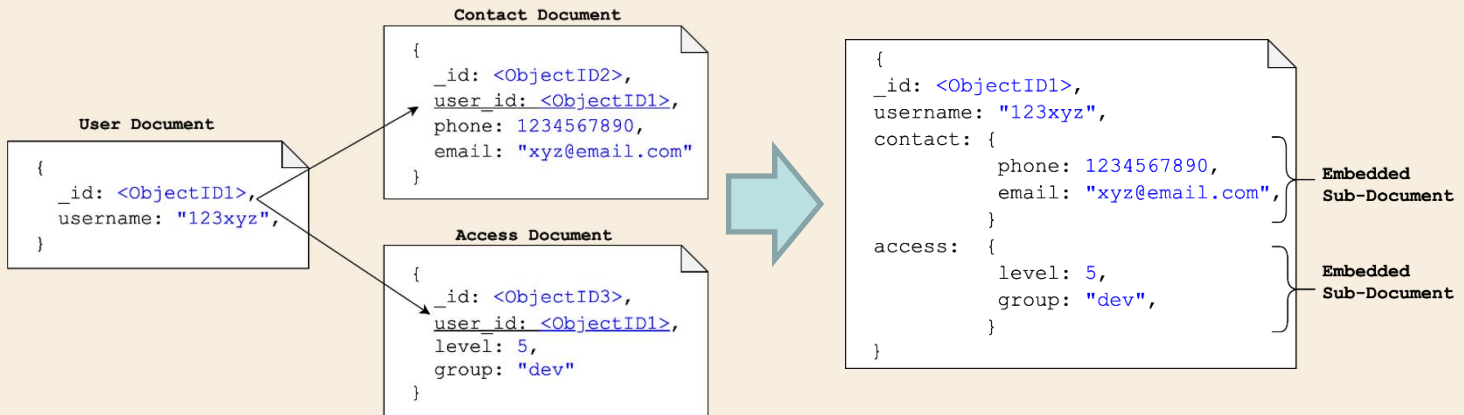 User Document
{
_id: <ObjectID1>,
username: "123xyz",
}
Contact Document
{
_id: <ObjectID2>,
user_id: <ObjectID1>,
phone: 1234567890,
email: "xyz@email.com"
}
Access Document
{
_id: <ObjectID3>,
user_id: <ObjectID1>,
level: 5,
group: "dev"
}
{
_id: <ObjectID1>,
username: "123xyz",
contact: {
phone: 1234567890,
email: "xyz@email.com",
}
access: {
level: 5,
group: "dev",
}
}
Embedded
Sub-Document
Embedded
Sub-Document